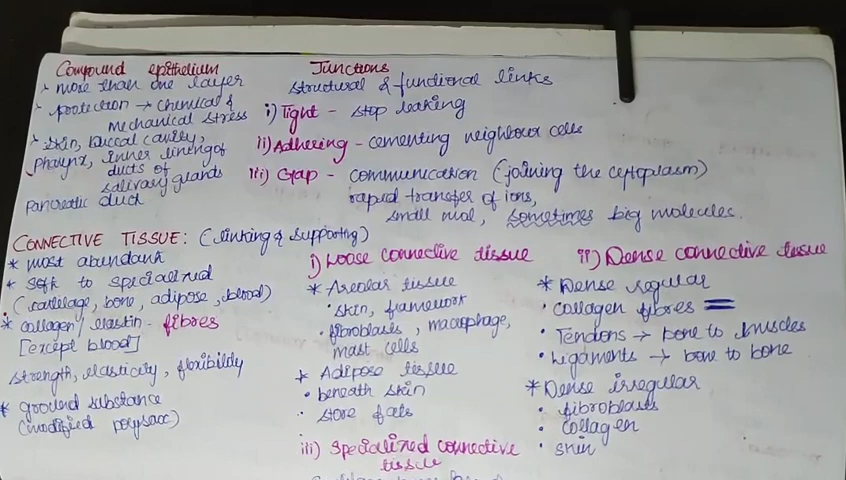 Compound epithelium
> more than one layer
> protection → chemical &
mechanical stress
> skin, buccal cavity,
pharynx, inner lining of
ducts of
salivary glands
pancreatic duct
Junctions
structural & functional links
i) Tight - stop leaking
ii) Adhering - cementing neighbour cells
iii) Gap - communication (joining the cytoplasm)
rapid transfer of ions,
small mol, sometimes big molecules.
CONNECTIVE TISSUE: (linking & supporting)
* most abundant
* soft to specialized
(cartilage, bone, adipose, blood)
* collagen/elastin - fibres
[except blood]
strength, elasticity, flexibility
* ground substance
(modified polysacc)
i) Loose connective tissue
* Areolar tissue
• skin, framework
• fibroblasts, macrophage,
mast cells
* Adipose tissue
• beneath skin
• store fats
iii) Specialized connective
tissue
ii) Dense connective tissue
* Dense regular
• collagen fibres
• Tendons → bone to muscles
• Ligaments → bone to bone
* Dense irregular
• fibroblasts
• collagen
• skin